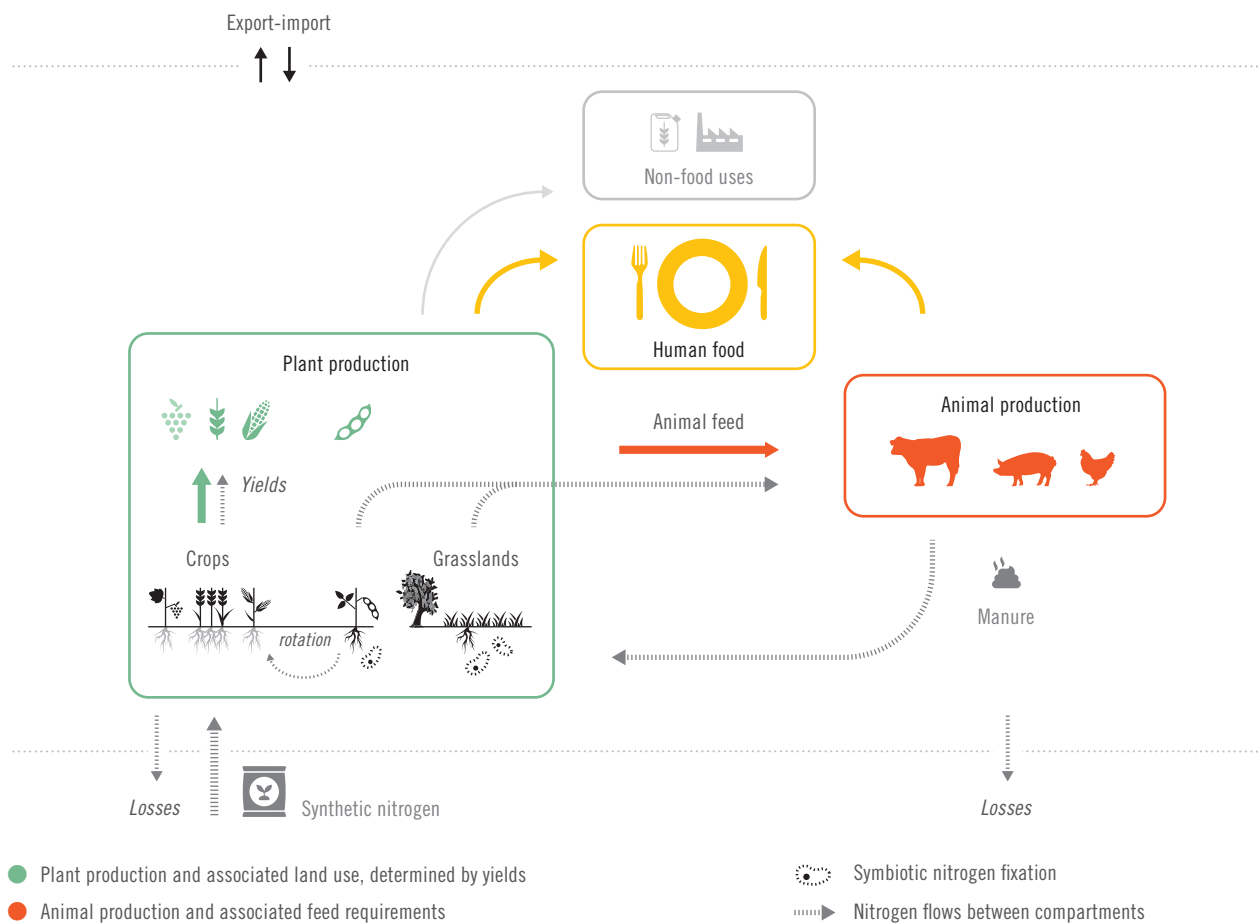 Export-import
Non-food uses
Human food
Plant production
Animal production
Animal feed
Yields
Crops
Grasslands
Manure
rotation
Losses
Synthetic nitrogen
Losses
Plant production and associated land use, determined by yields
Symbiotic nitrogen fixation
Animal production and associated feed requirements
Nitrogen flows between compartments